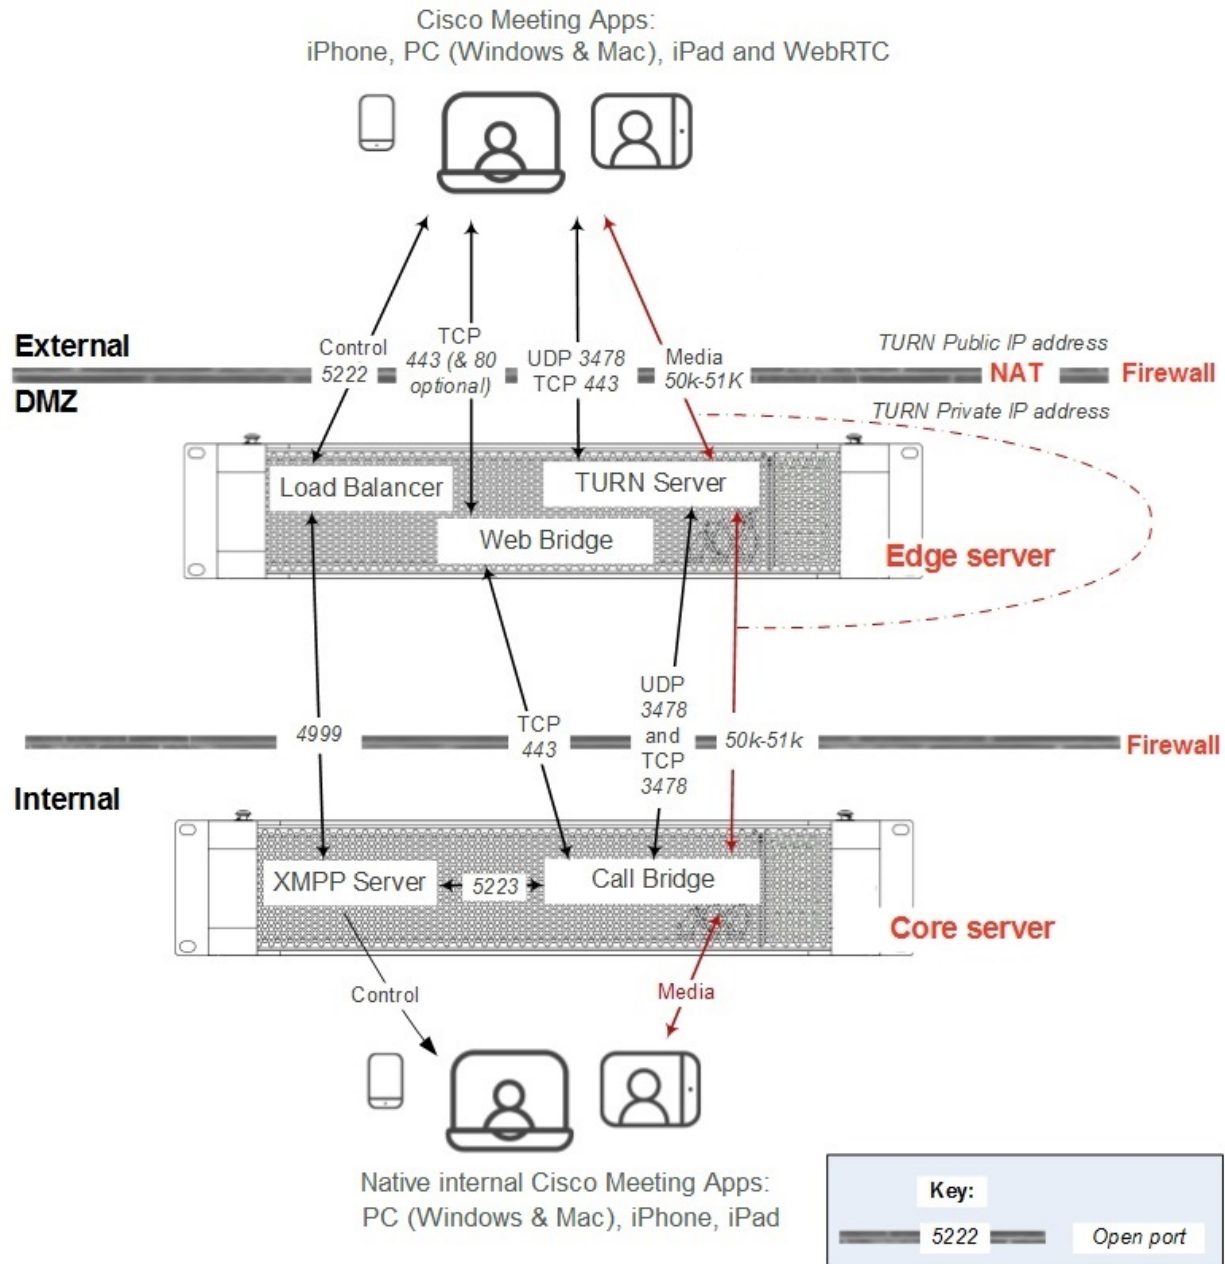 Cisco Meeting Apps:
iPhone, PC (Windows & Mac), iPad and WebRTC
External
Control
5222
TCP
443 (& 80
optional)
UDP 3478
TCP 443
Media
50k-51K
TURN Public IP address
NAT
Firewall
DMZ
TURN Private IP address
Load Balancer
TURN Server
Web Bridge
Edge server
4999
TCP
443
UDP
3478
and
TCP
3478
50k-51k
Firewall
Internal
XMPP Server
5223
Call Bridge
Core server
Control
Media
Native internal Cisco Meeting Apps:
PC (Windows & Mac), iPhone, iPad
Key:
5222
Open port